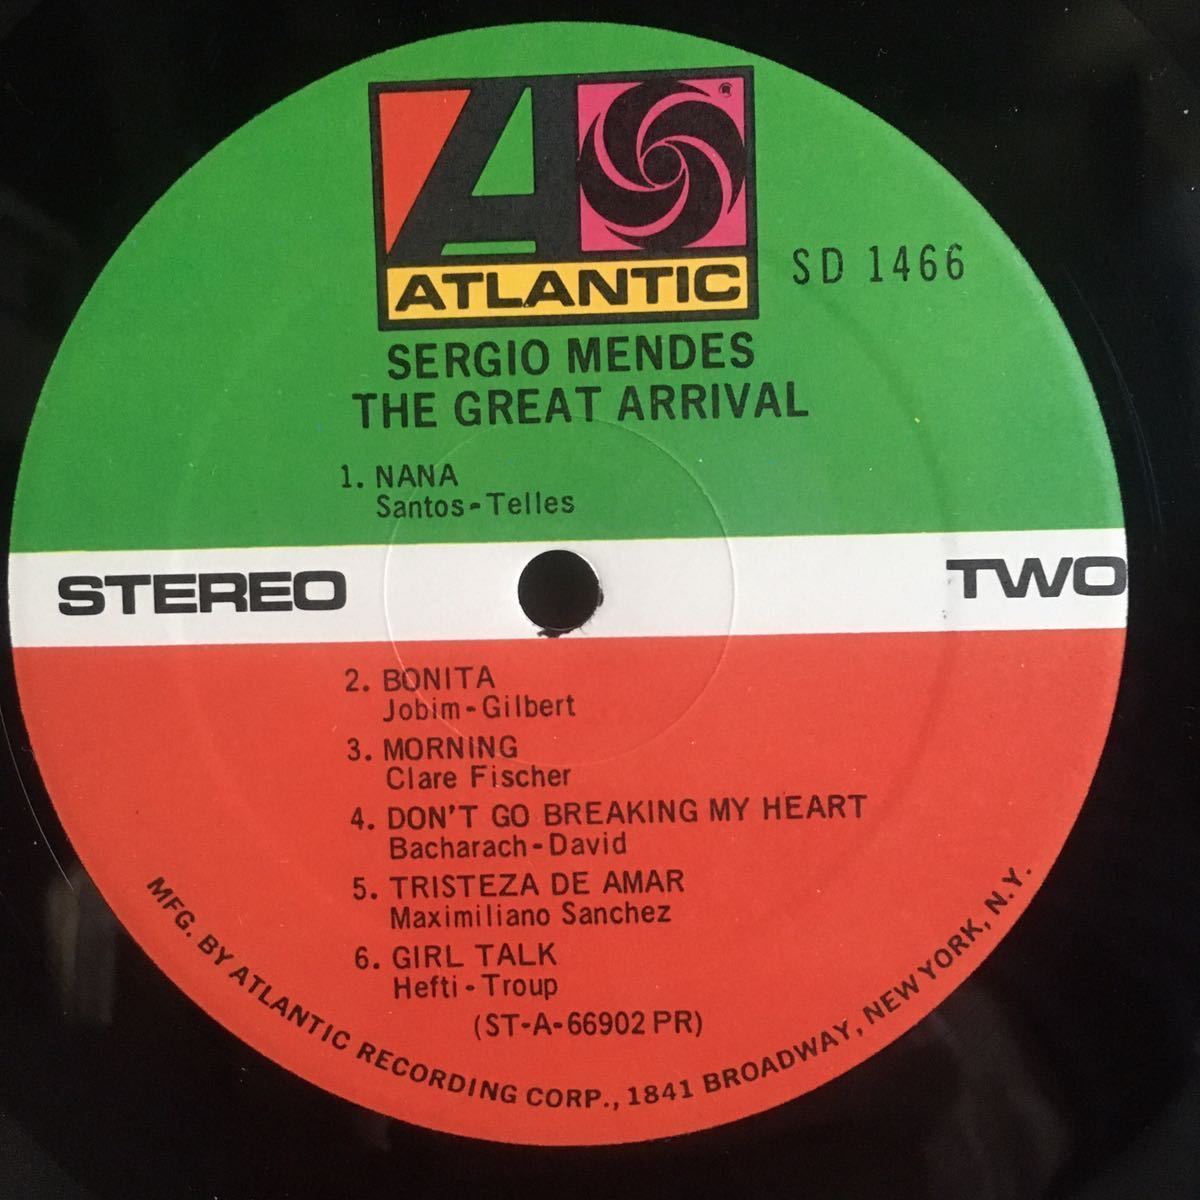 ATLANTIC
®
SD 1466
SERGIO MENDES
THE GREAT ARRIVAL
1. NANA
Santos-Telles
STEREO
TWO
2. BONITA
Jobim-Gilbert
3. MORNING
Clare Fischer
4. DON'T GO BREAKING MY HEART
Bacharach-David
5. TRISTEZA DE AMAR
Maximiliano Sanchez
6. GIRL TALK
Hefti-Troup
(ST-A-66902 PR)
MFG. BY ATLANTIC RECORDING CORP., 1841 BROADWAY, NEW YORK, N.Y.